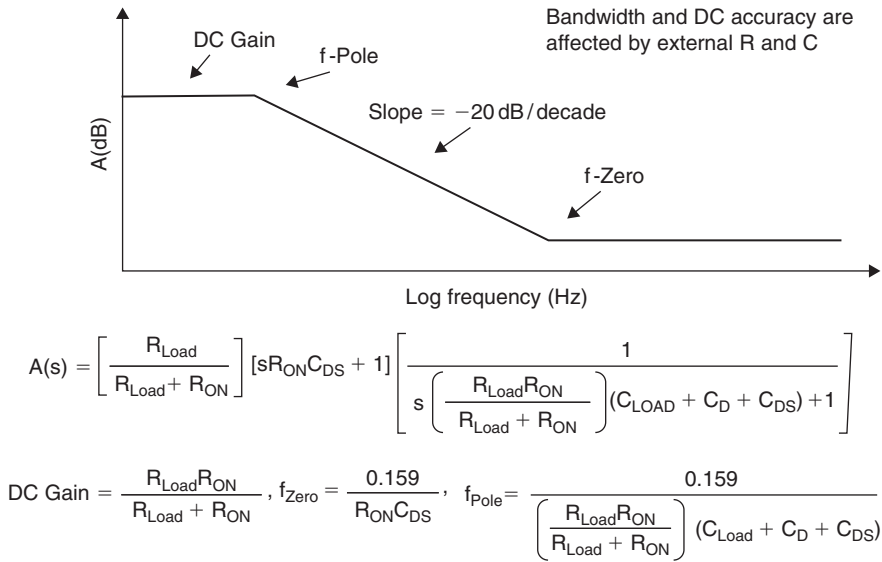 Bandwidth and DC accuracy are
affected by external R and C
DC Gain
f-Pole
Slope = −20 dB/decade
f-Zero
A(dB)
Log frequency (Hz)
A(s) = [ R_Load / (R_Load + R_ON) ] [sR_ON C_DS + 1] [ 1 / ( s ( R_Load R_ON / (R_Load + R_ON) ) (C_LOAD + C_D + C_DS) +1 ) ]
DC Gain = R_Load R_ON / (R_Load + R_ON) , f_Zero = 0.159 / (R_ON C_DS) , f_Pole = 0.159 / ( ( R_Load R_ON / (R_Load + R_ON) ) (C_Load + C_D + C_DS) )